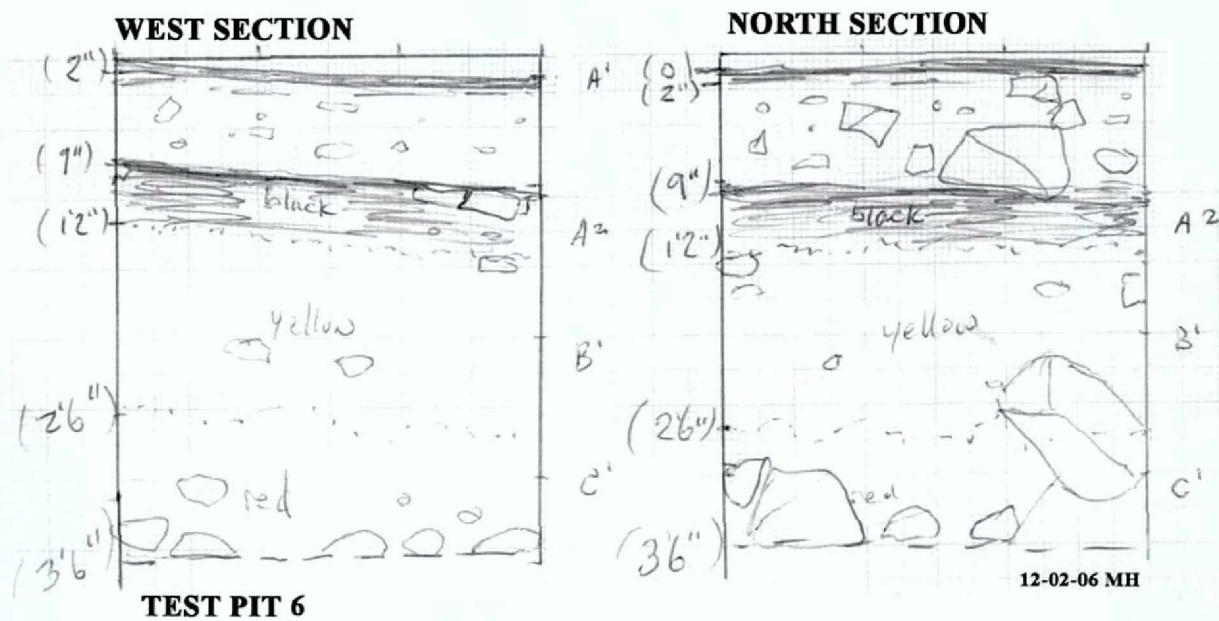 WEST SECTION
(2")
A'
(9")
black
(1'2")
A²
yellow
B'
(2'6")
red
C'
(3'6")
TEST PIT 6
NORTH SECTION
(0)
(2")
A'
(9")
black
A²
(1'2")
yellow
B'
(2'6")
red
C'
(3'6")
12-02-06 MH